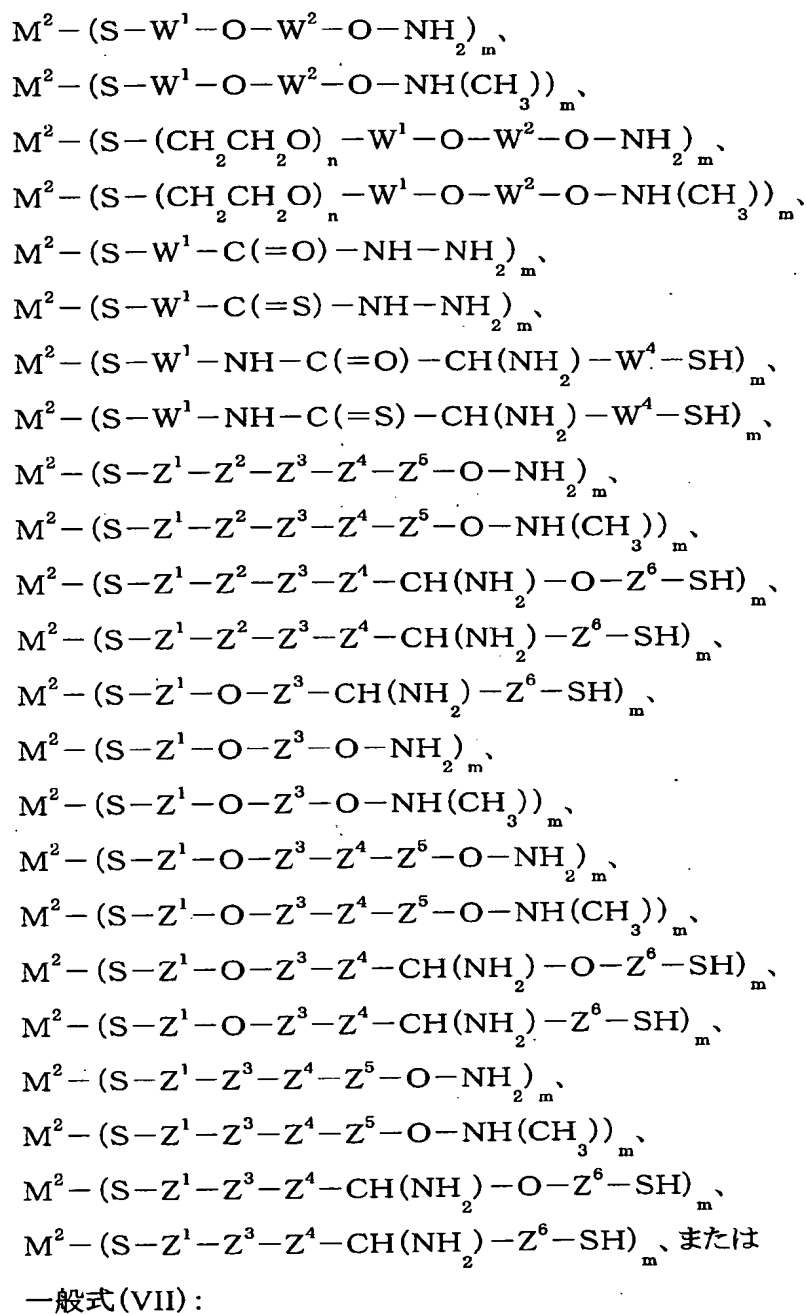 M²−(S−W¹−O−W²−O−NH₂)ₘ、
M²−(S−W¹−O−W²−O−NH(CH₃))ₘ、
M²−(S−(CH₂CH₂O)ₙ−W¹−O−W²−O−NH₂)ₘ、
M²−(S−(CH₂CH₂O)ₙ−W¹−O−W²−O−NH(CH₃))ₘ、
M²−(S−W¹−C(=O)−NH−NH₂)ₘ、
M²−(S−W¹−C(=S)−NH−NH₂)ₘ、
M²−(S−W¹−NH−C(=O)−CH(NH₂)−W⁴−SH)ₘ、
M²−(S−W¹−NH−C(=S)−CH(NH₂)−W⁴−SH)ₘ、
M²−(S−Z¹−Z²−Z³−Z⁴−Z⁵−O−NH₂)ₘ、
M²−(S−Z¹−Z²−Z³−Z⁴−Z⁵−O−NH(CH₃))ₘ、
M²−(S−Z¹−Z²−Z³−Z⁴−CH(NH₂)−O−Z⁶−SH)ₘ、
M²−(S−Z¹−Z²−Z³−Z⁴−CH(NH₂)−Z⁶−SH)ₘ、
M²−(S−Z¹−O−Z³−CH(NH₂)−Z⁶−SH)ₘ、
M²−(S−Z¹−O−Z³−O−NH₂)ₘ、
M²−(S−Z¹−O−Z³−O−NH(CH₃))ₘ、
M²−(S−Z¹−O−Z³−Z⁴−Z⁵−O−NH₂)ₘ、
M²−(S−Z¹−O−Z³−Z⁴−Z⁵−O−NH(CH₃))ₘ、
M²−(S−Z¹−O−Z³−Z⁴−CH(NH₂)−O−Z⁶−SH)ₘ、
M²−(S−Z¹−O−Z³−Z⁴−CH(NH₂)−Z⁶−SH)ₘ、
M²−(S−Z¹−Z³−Z⁴−Z⁵−O−NH₂)ₘ、
M²−(S−Z¹−Z³−Z⁴−Z⁵−O−NH(CH₃))ₘ、
M²−(S−Z¹−Z³−Z⁴−CH(NH₂)−O−Z⁶−SH)ₘ、
M²−(S−Z¹−Z³−Z⁴−CH(NH₂)−Z⁶−SH)ₘ、または
一般式(VII):